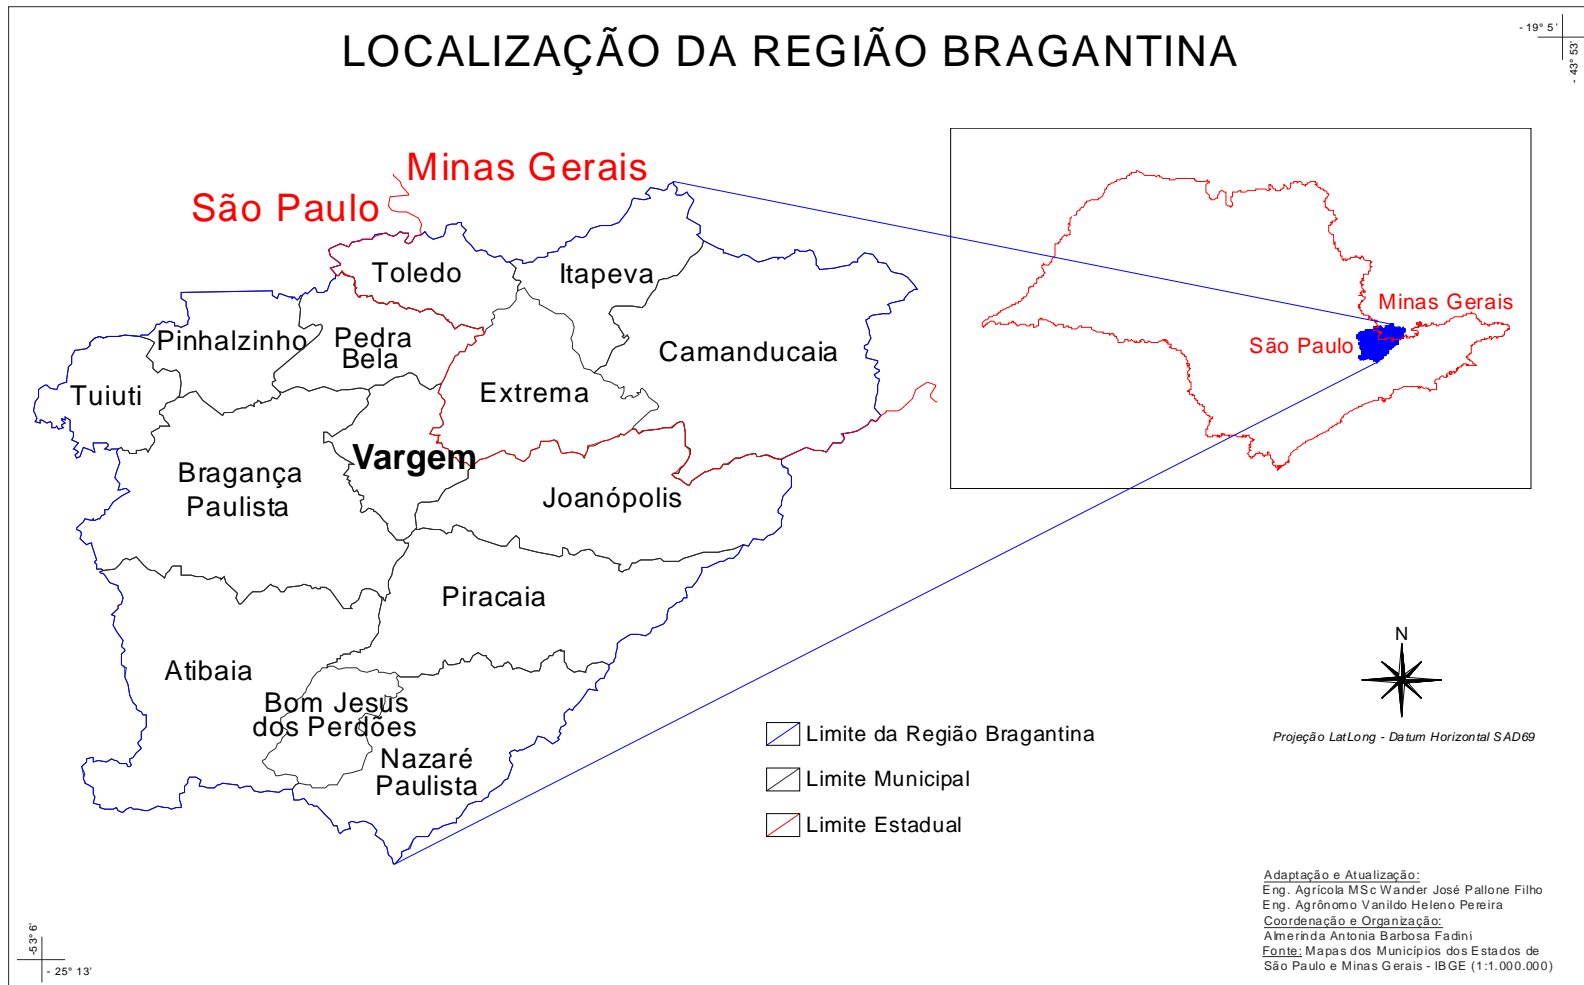 LOCALIZAÇÃO DA REGIÃO BRAGANTINA
- 19° 5'
- 43° 53'
Minas Gerais
São Paulo
Toledo
Itapeva
Pinhalzinho
Pedra
Bela
Camanducaia
Tuiuti
Extrema
Vargem
Bragança
Paulista
Joanópolis
Piracaia
Atibaia
Bom Jesus
dos Perdões
Nazaré
Paulista
Minas Gerais
São Paulo
N
Projeção LatLong - Datum Horizontal SAD69
Limite da Região Bragantina
Limite Municipal
Limite Estadual
Adaptação e Atualização:
Eng. Agrícola MSc Wander José Pallone Filho
Eng. Agrônomo Vanildo Heleno Pereira
Coordenação e Organização:
Almerinda Antonia Barbosa Fadini
Fonte: Mapas dos Municípios dos Estados de
São Paulo e Minas Gerais - IBGE (1:1.000.000)
-53° 6'
- 25° 13'